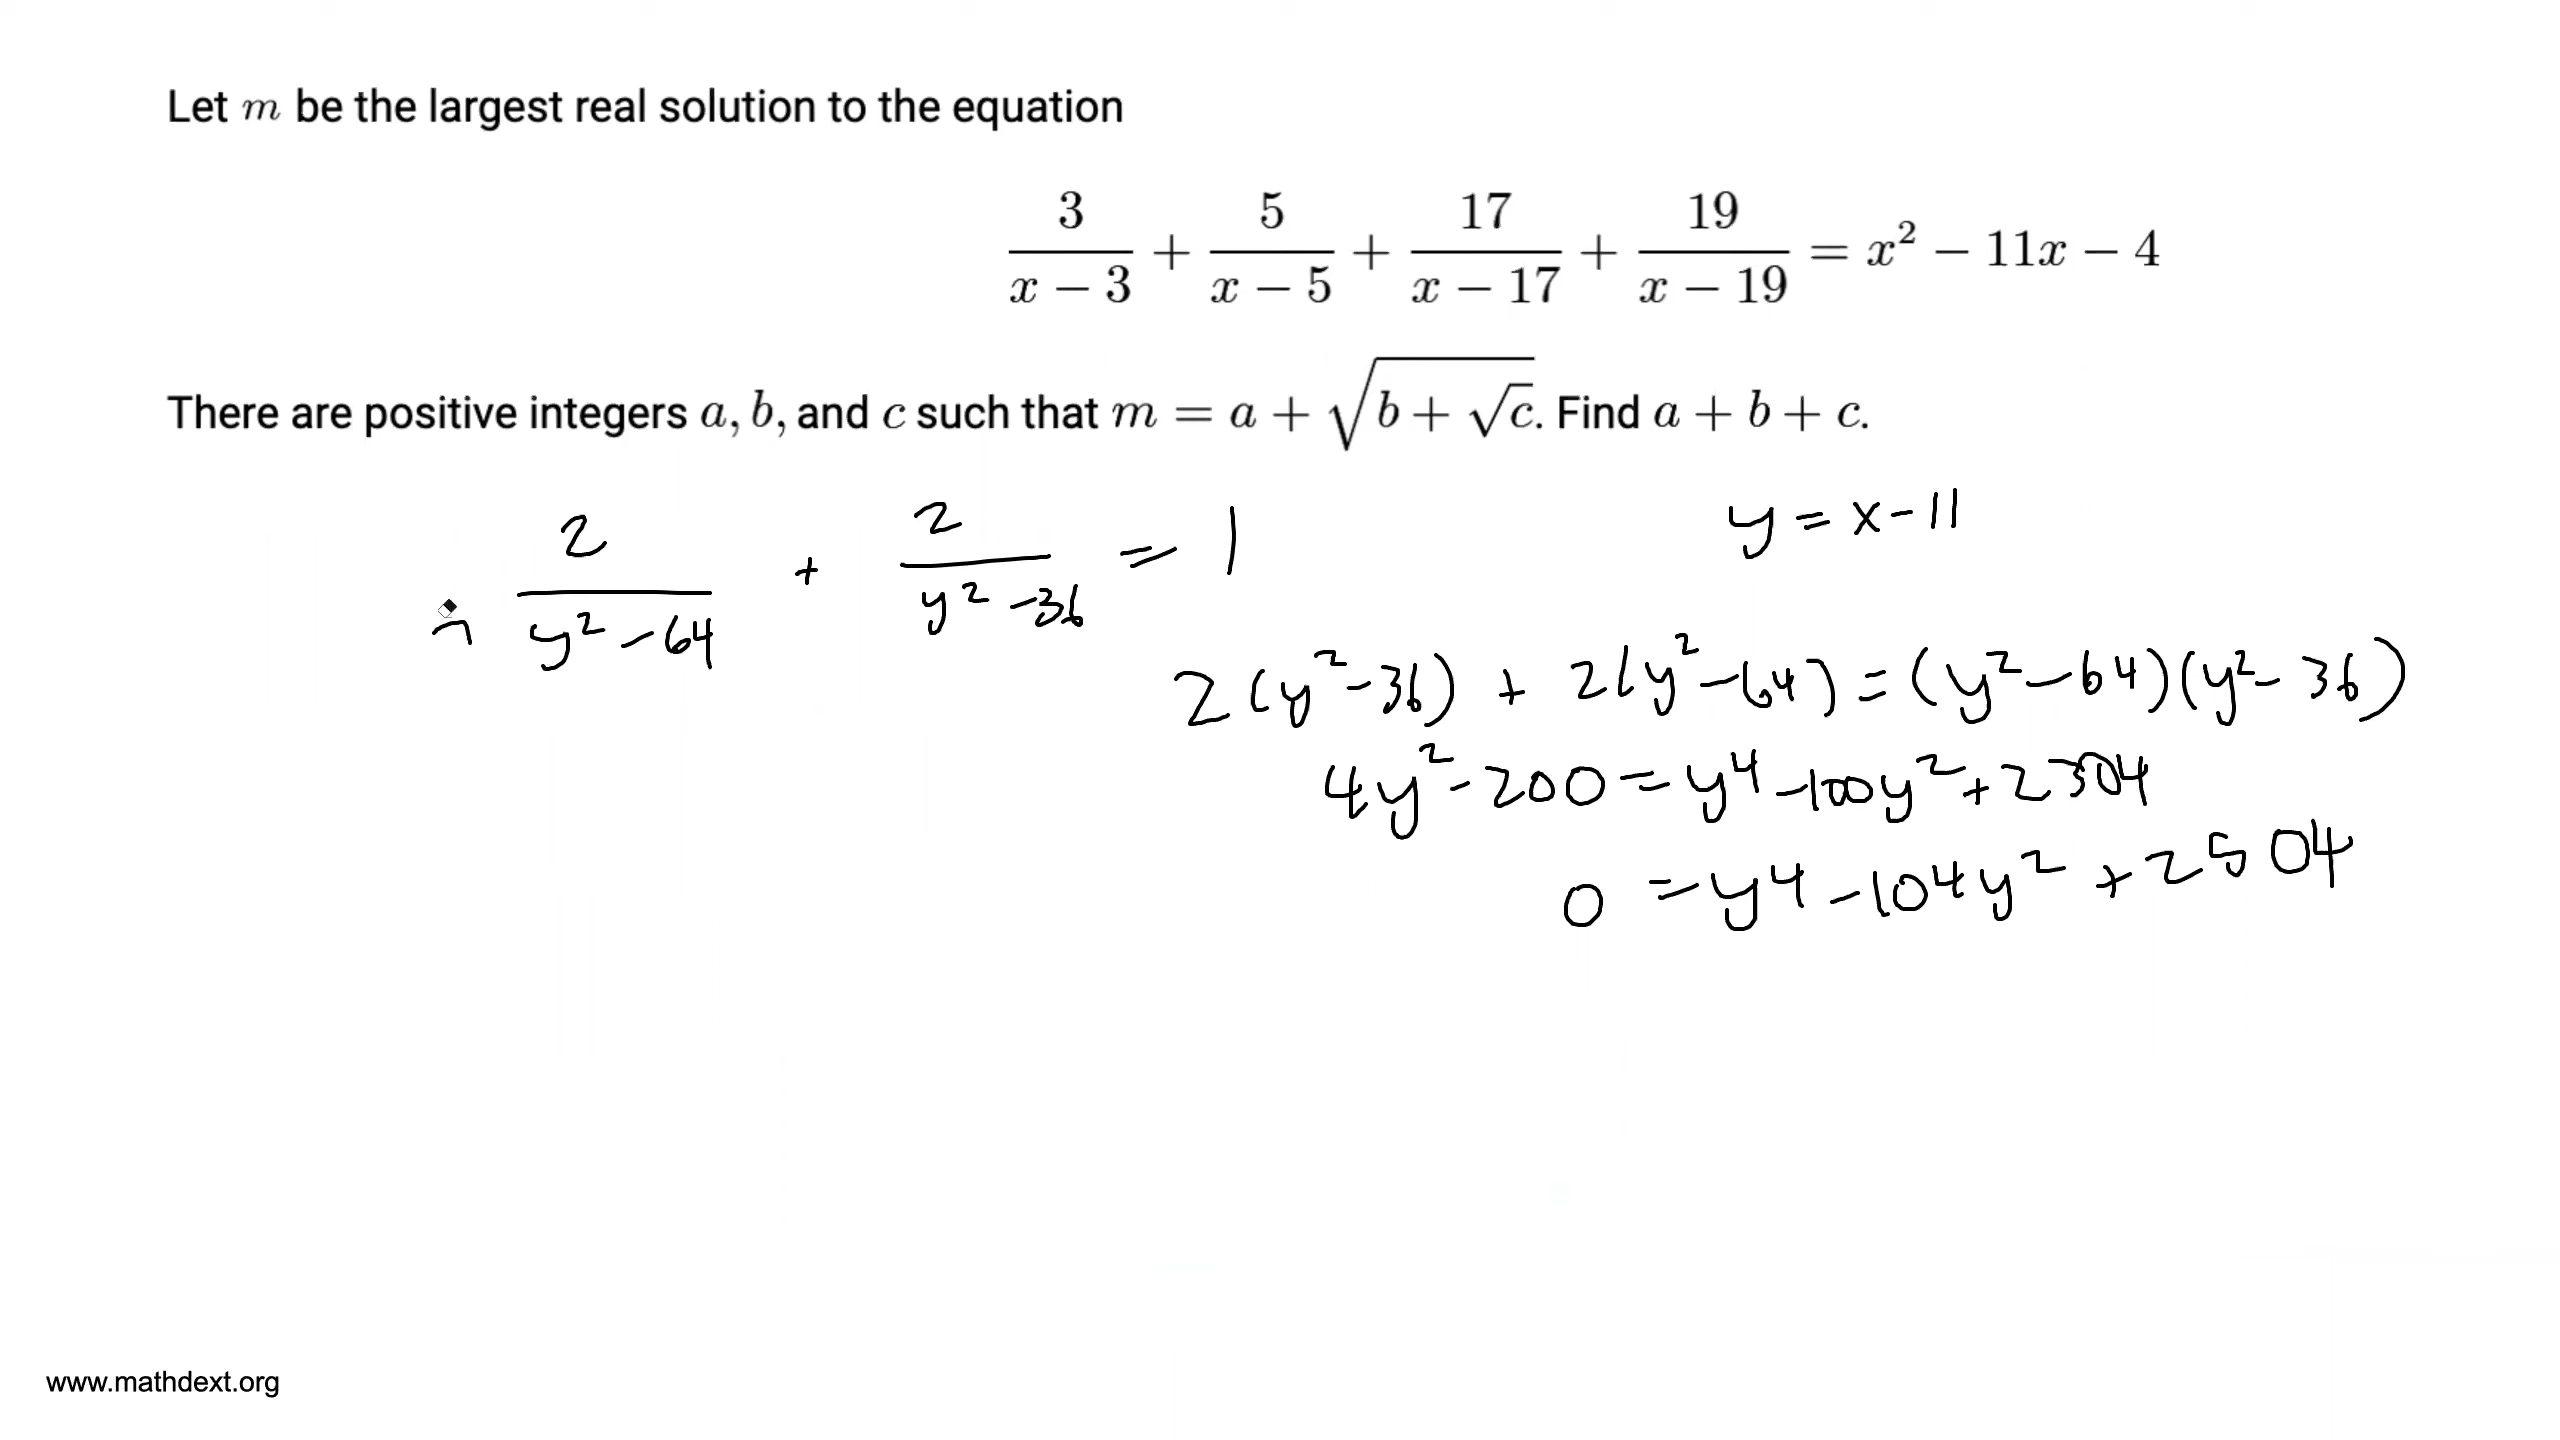 Let m be the largest real solution to the equation
3/(x − 3) + 5/(x − 5) + 17/(x − 17) + 19/(x − 19) = x² − 11x − 4
There are positive integers a, b, and c such that m = a + √(b + √c). Find a + b + c.
y = x - 11
2/(y² - 64) + 2/(y² - 36) = 1
2(y² - 36) + 2(y² - 64) = (y² - 64)(y² - 36)
4y² - 200 = y⁴ - 100y² + 2304
0 = y⁴ - 104y² + 2504
www.mathdext.org